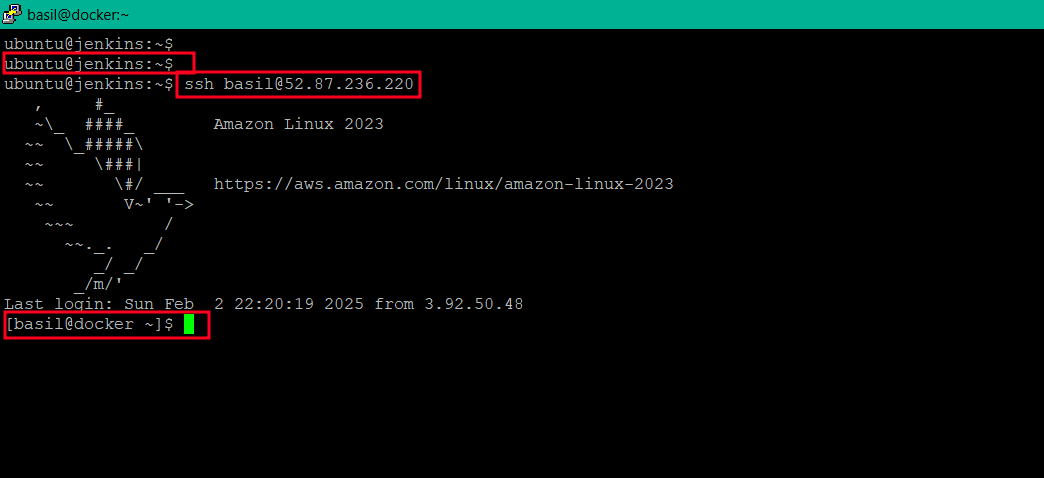 basil@docker:~
ubuntu@jenkins:~$
ubuntu@jenkins:~$
ubuntu@jenkins:~$ ssh basil@52.87.236.220
   ,     #_
   ~\_  ####_        Amazon Linux 2023
  ~~  \_#####\
  ~~     \###|
  ~~       \#/ ___   https://aws.amazon.com/linux/amazon-linux-2023
   ~~       V~' '->
    ~~~         /
      ~~._.   _/
         _/ _/
       _/m/'
Last login: Sun Feb  2 22:20:19 2025 from 3.92.50.48
[basil@docker ~]$